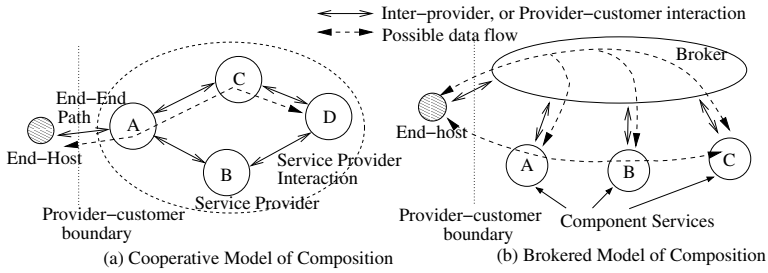 Inter-provider, or Provider-customer interaction
Possible data flow
C
End-End
Path
A
D
End-Host
B
Service Provider
Interaction
Service Provider
Provider-customer
boundary
(a) Cooperative Model of Composition
Broker
End-host
A
B
C
Provider-customer
boundary
Component Services
(b) Brokered Model of Composition